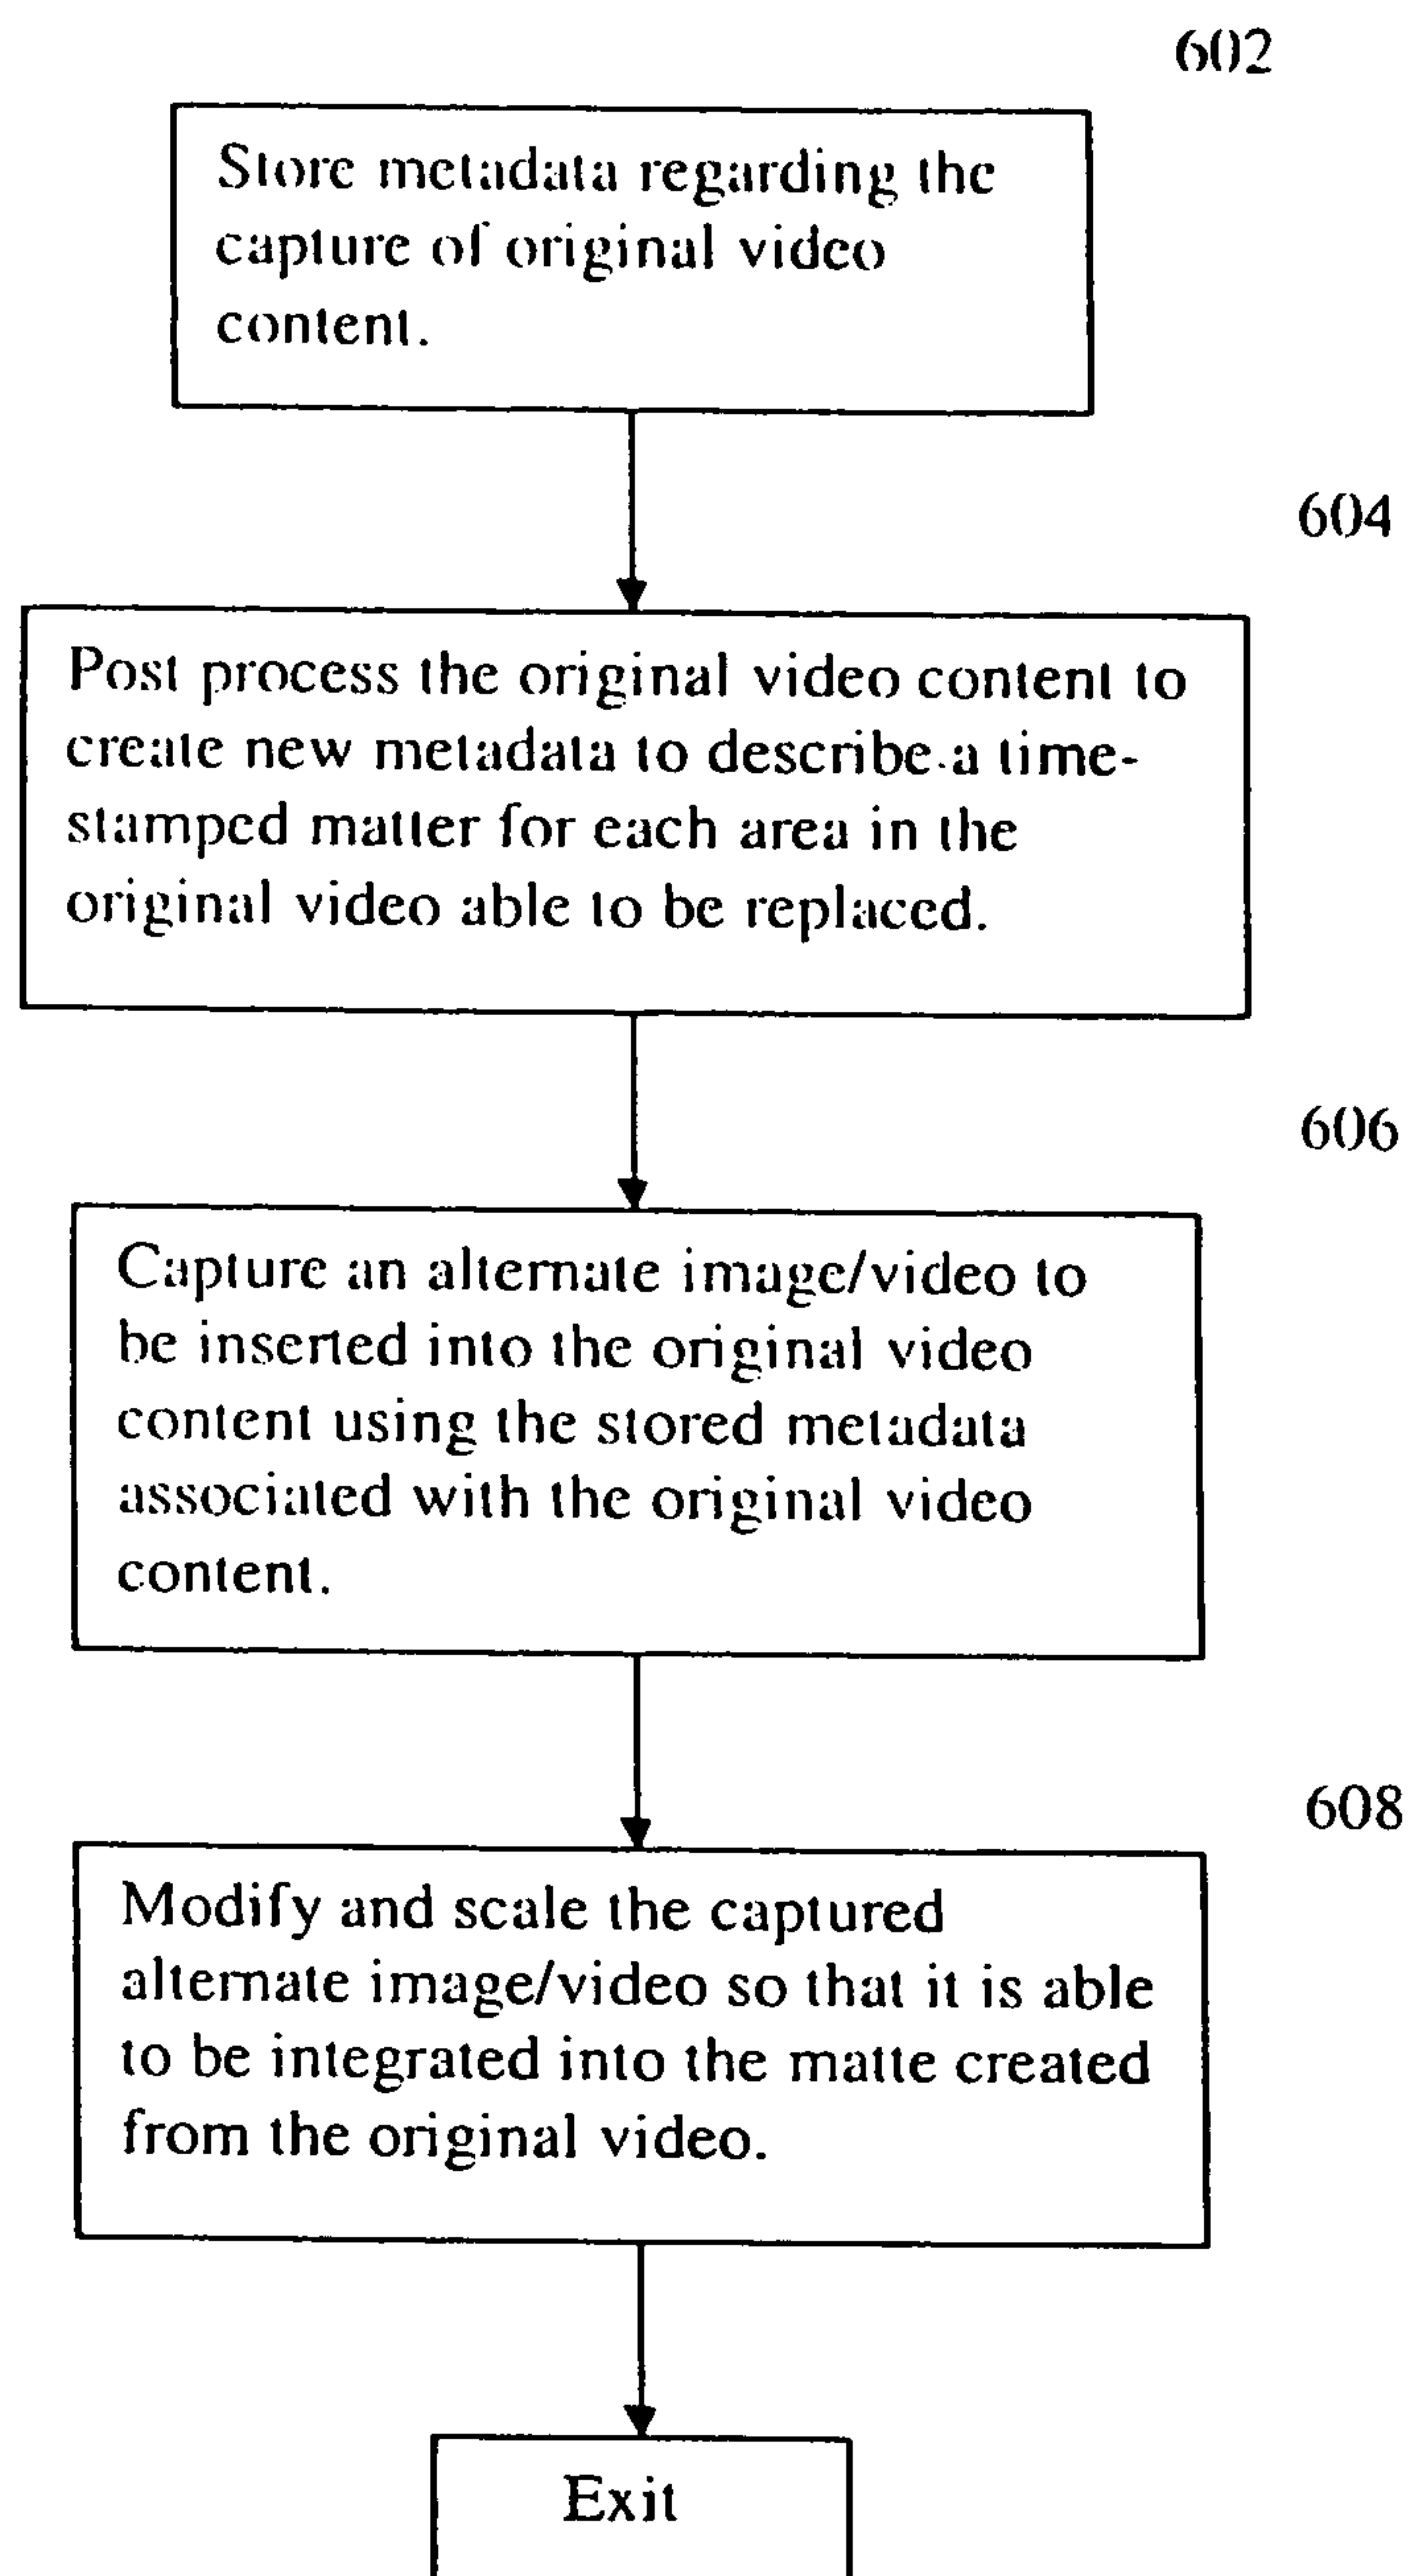 602
Store metadata regarding the
capture of original video
content.
604
Post process the original video content to
create new metadata to describe a time-
stamped matter for each area in the
original video able to be replaced.
606
Capture an alternate image/video to
be inserted into the original video
content using the stored metadata
associated with the original video
content.
608
Modify and scale the captured
alternate image/video so that it is able
to be integrated into the matte created
from the original video.
Exit